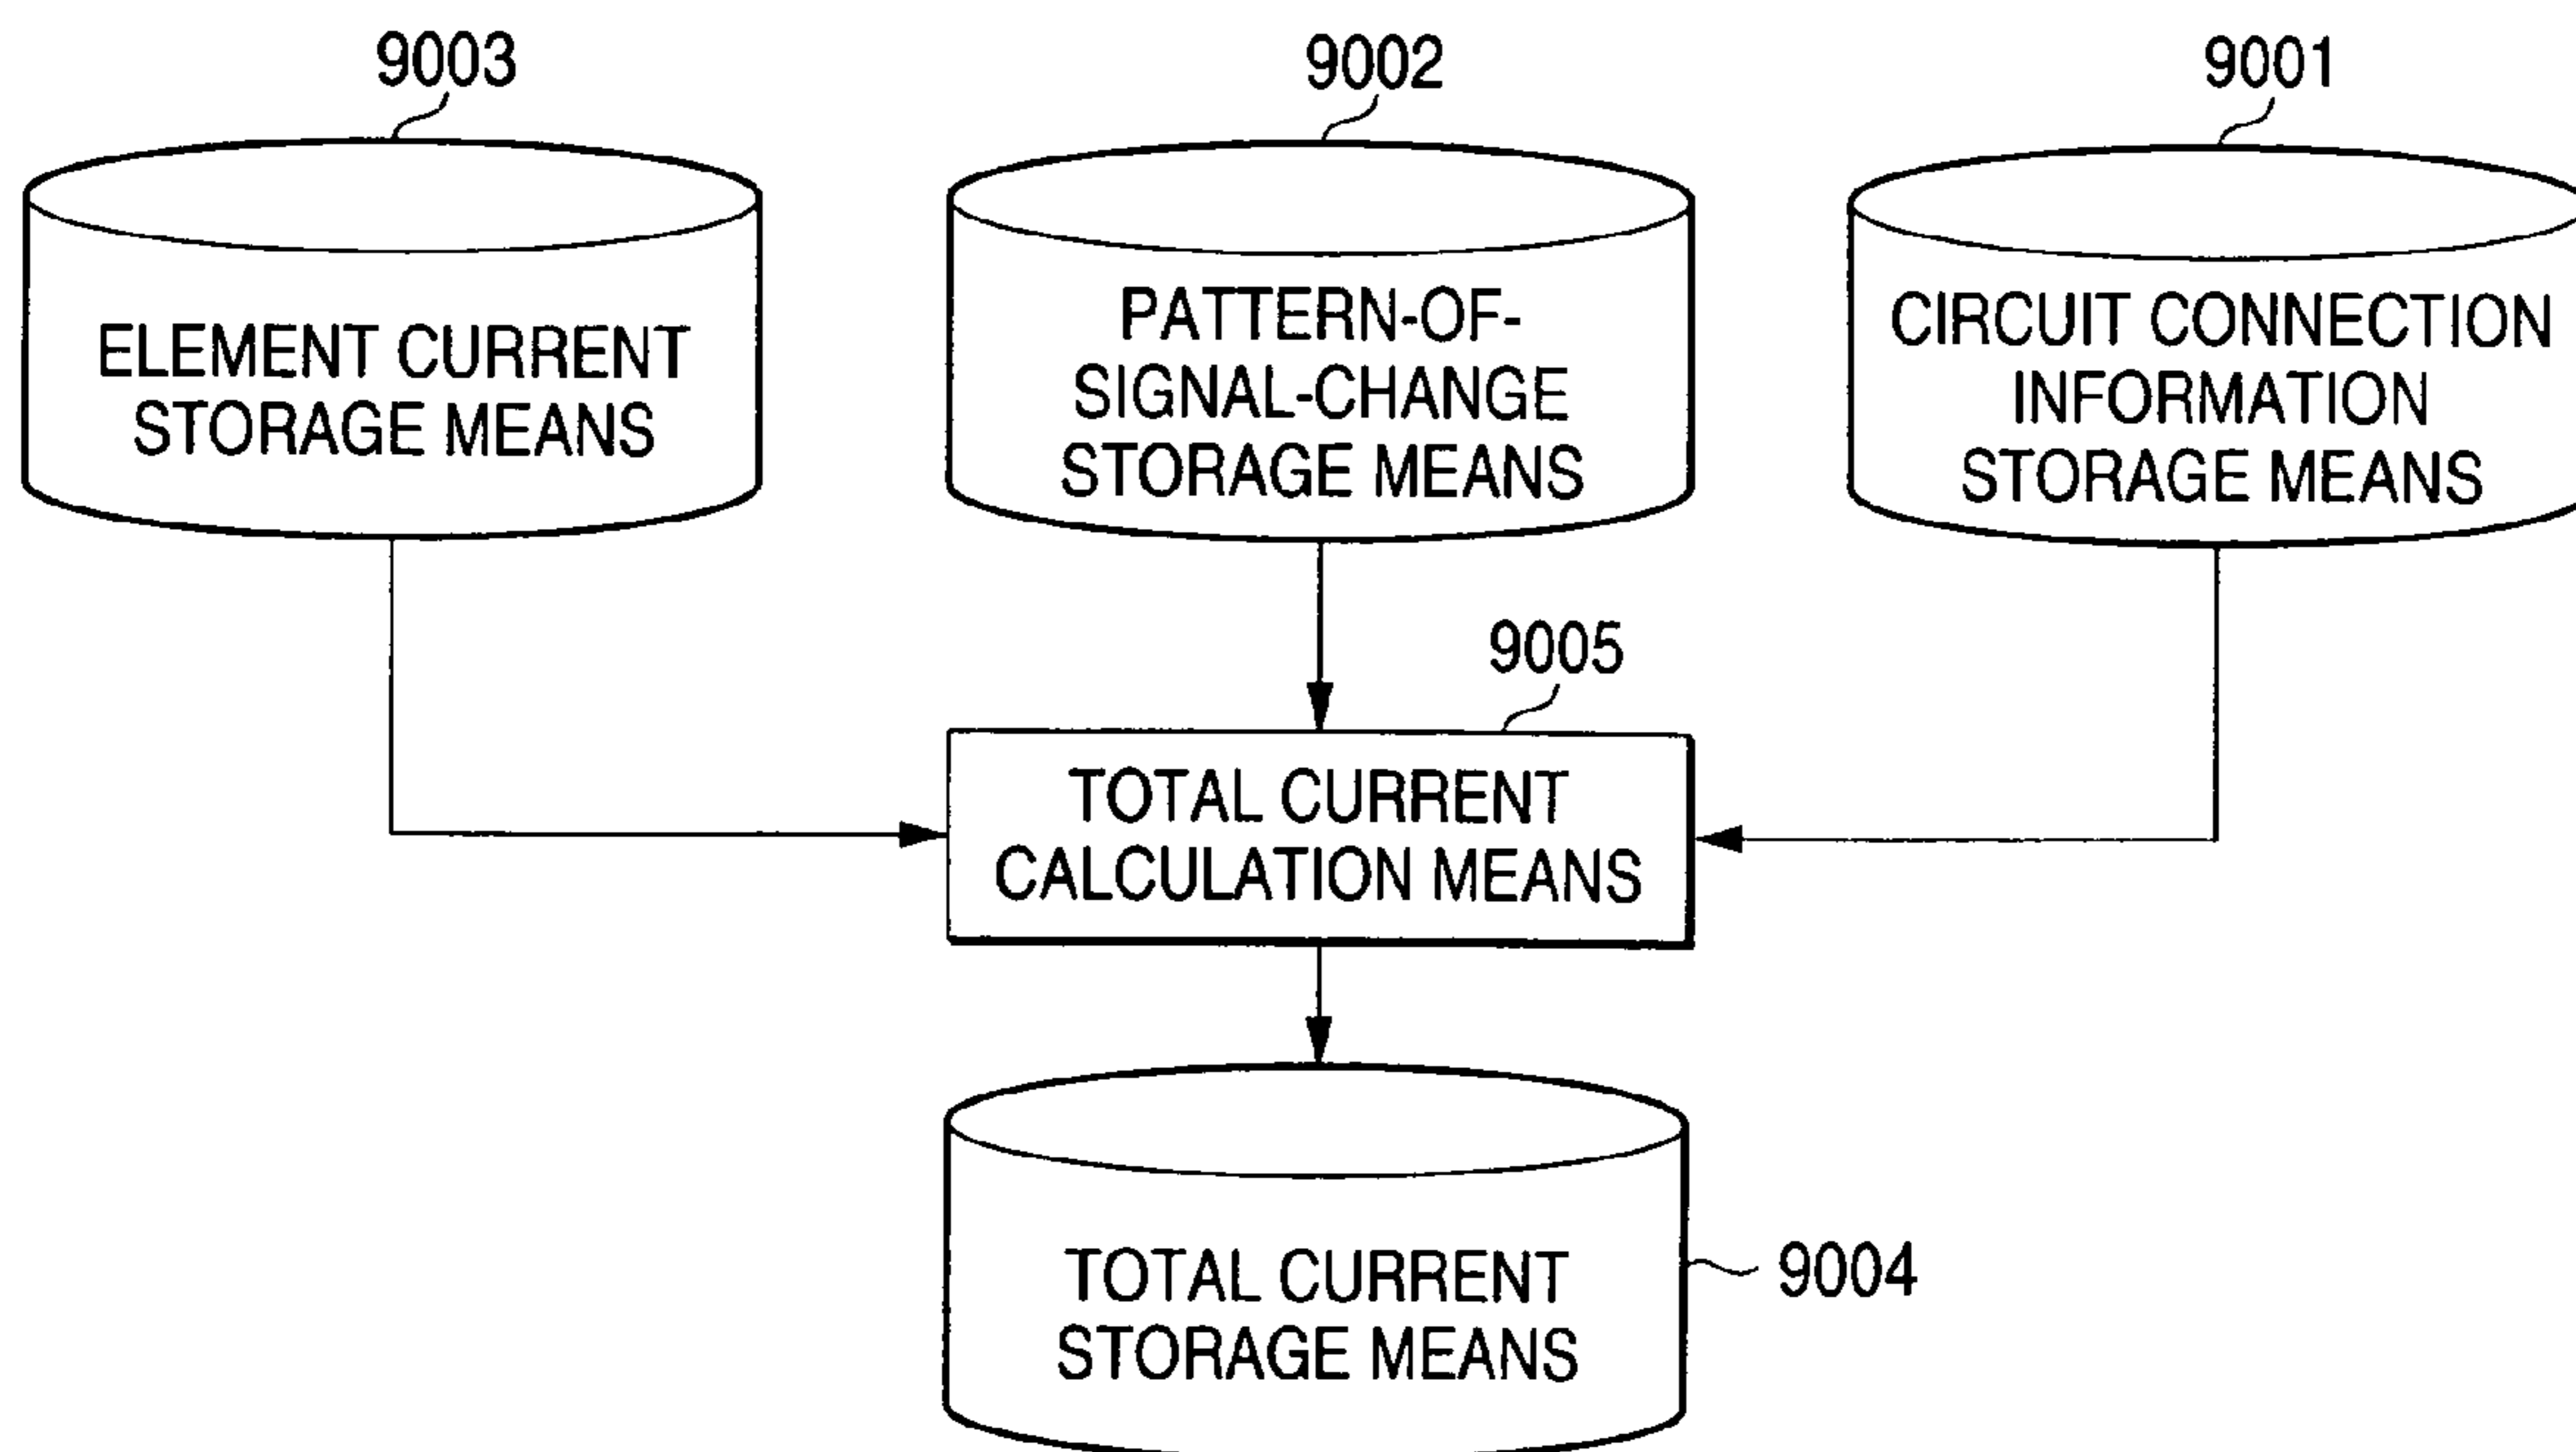 9003
9002
9001
ELEMENT CURRENT
STORAGE MEANS
PATTERN-OF-
SIGNAL-CHANGE
STORAGE MEANS
CIRCUIT CONNECTION
INFORMATION
STORAGE MEANS
9005
TOTAL CURRENT
CALCULATION MEANS
TOTAL CURRENT
STORAGE MEANS
9004